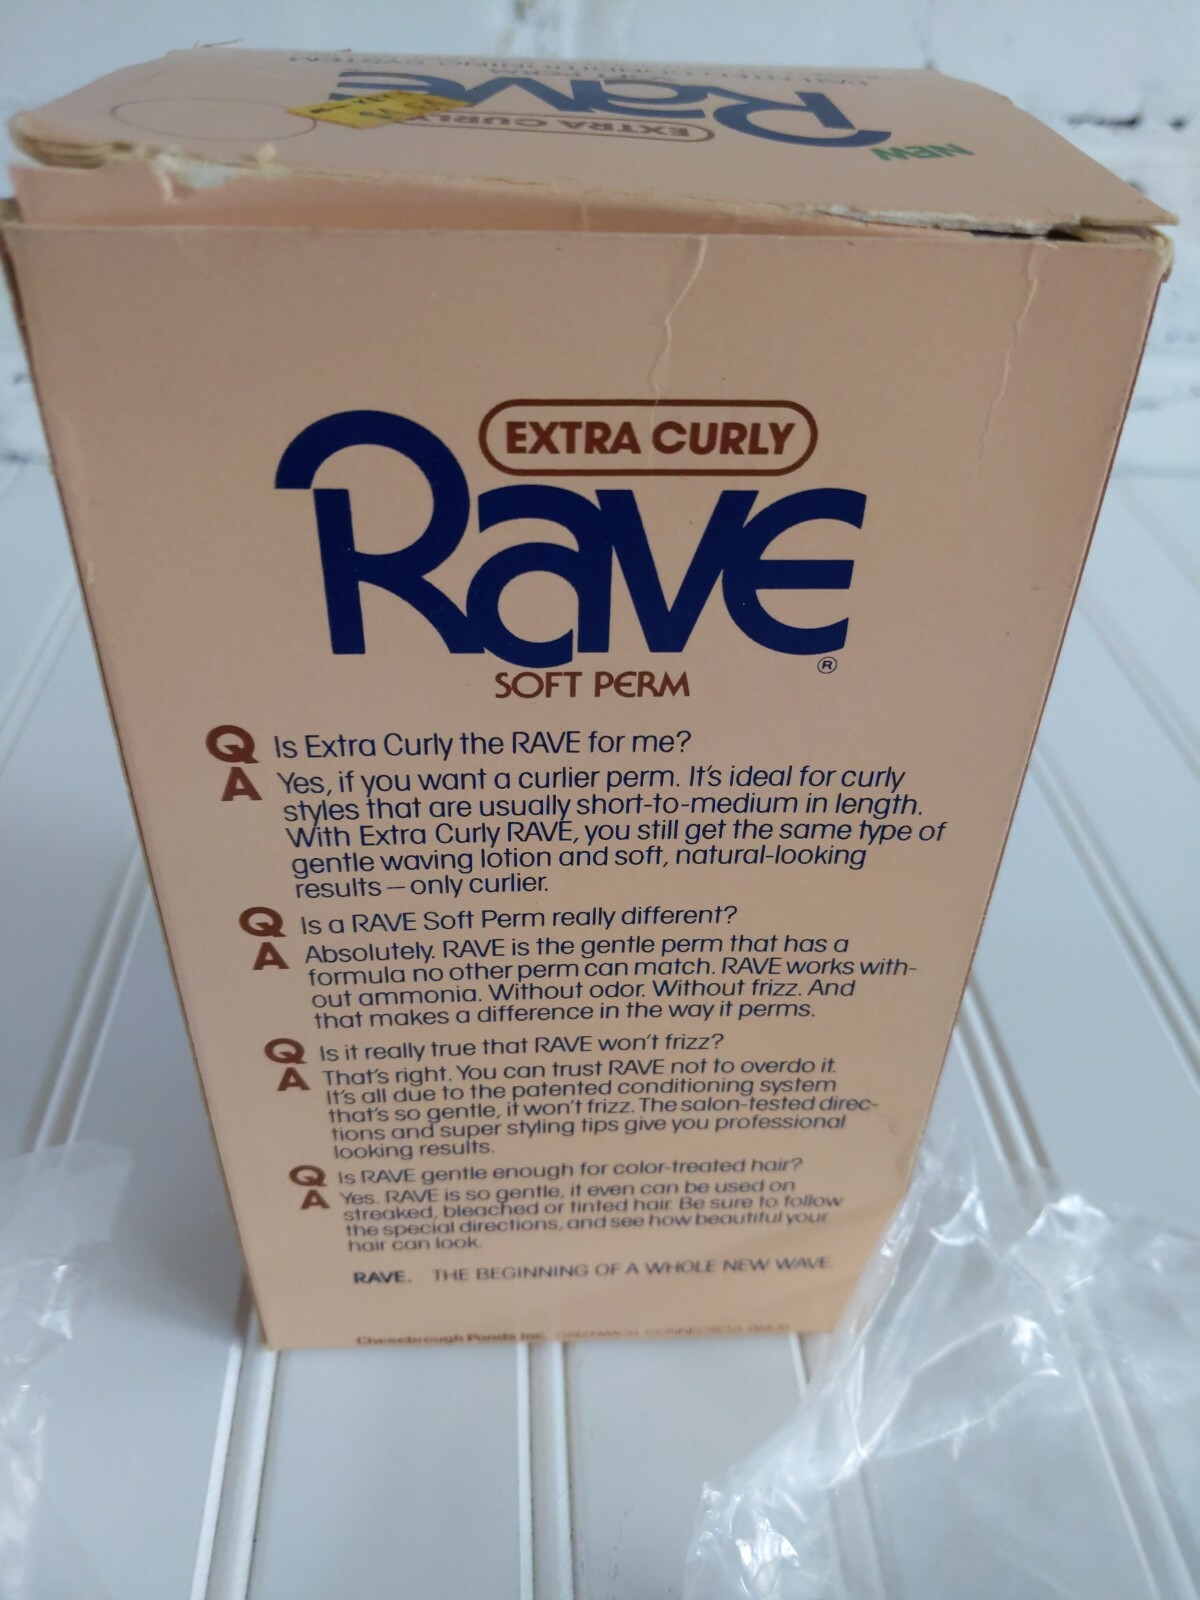 NEW
EXTRA CURLY
Rave
SOFT PERM
EXTRA CURLY
Rave®
SOFT PERM
Q Is Extra Curly the RAVE for me?
A Yes, if you want a curlier perm. It's ideal for curly
styles that are usually short-to-medium in length.
With Extra Curly RAVE, you still get the same type of
gentle waving lotion and soft, natural-looking
results — only curlier.
Q Is a RAVE Soft Perm really different?
A Absolutely. RAVE is the gentle perm that has a
formula no other perm can match. RAVE works with-
out ammonia. Without odor. Without frizz. And
that makes a difference in the way it perms.
Q Is it really true that RAVE won't frizz?
A That's right. You can trust RAVE not to overdo it.
It's all due to the patented conditioning system
that's so gentle, it won't frizz. The salon-tested direc-
tions and super styling tips give you professional
looking results.
Q Is RAVE gentle enough for color-treated hair?
A Yes. RAVE is so gentle, it even can be used on
streaked, bleached or tinted hair. Be sure to follow
the special directions, and see how beautiful your
hair can look.
RAVE. THE BEGINNING OF A WHOLE NEW WAVE.
Chesebrough-Ponds Inc. GREENWICH, CONNECTICUT